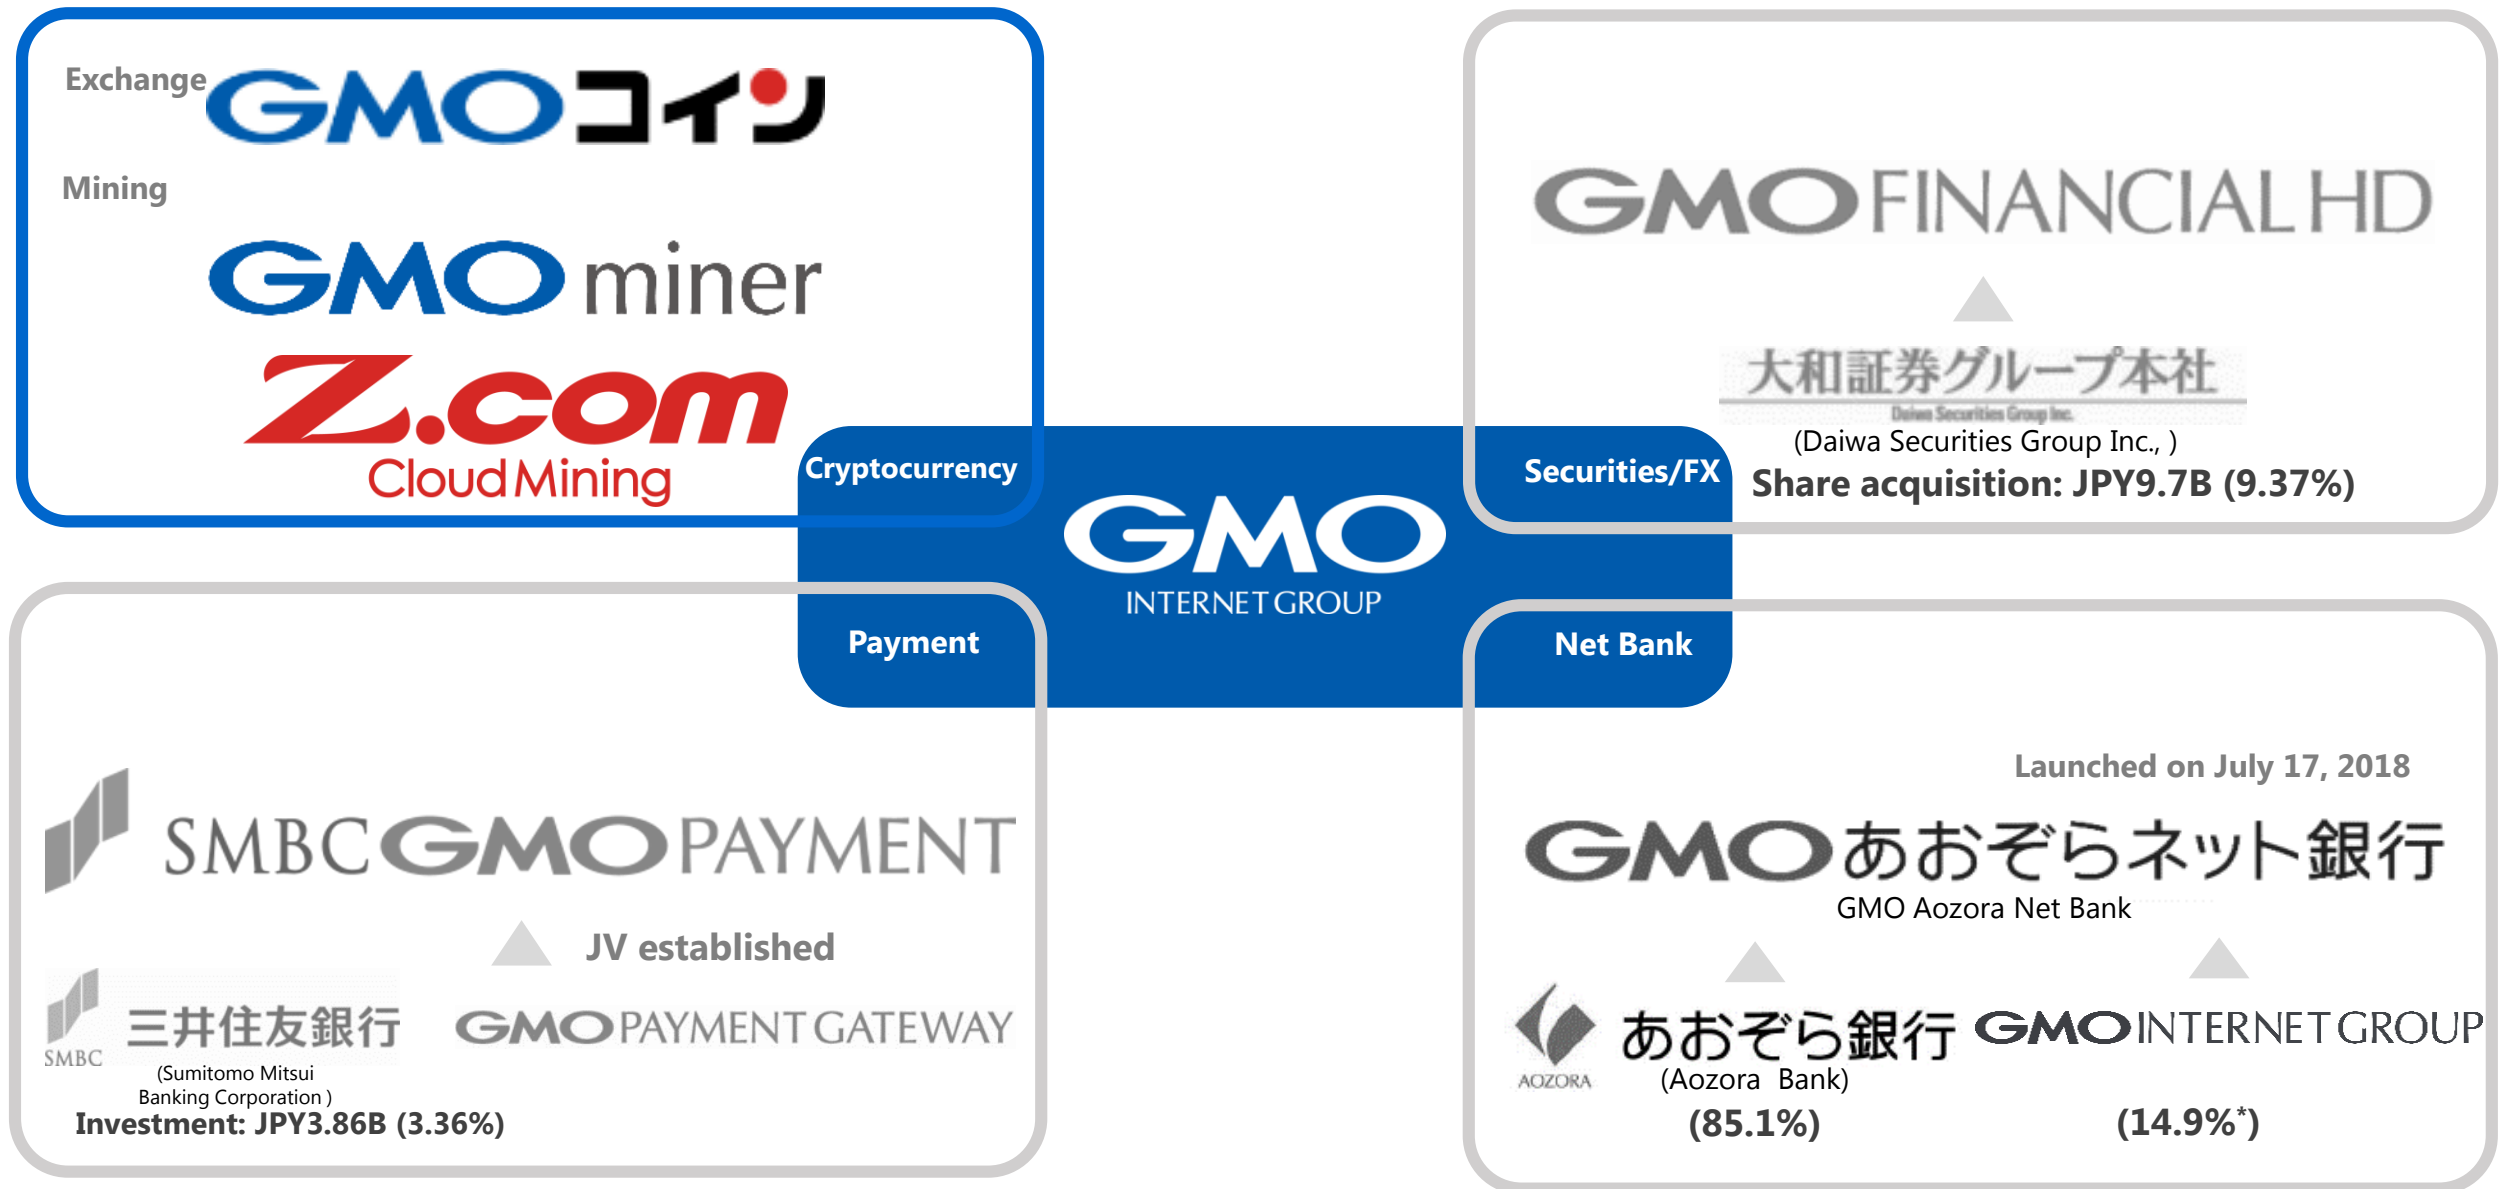 Exchange
GMOコイン
Mining
GMO miner
Z.com
Cloud Mining
Cryptocurrency
GMO FINANCIAL HD
大和証券グループ本社
Daiwa Securities Group Inc.
(Daiwa Securities Group Inc., )
Share acquisition: JPY9.7B (9.37%)
Securities/FX
GMO
INTERNET GROUP
Payment
SMBC GMO PAYMENT
JV established
SMBC
三井住友銀行
(Sumitomo Mitsui
Banking Corporation )
Investment: JPY3.86B (3.36%)
GMO PAYMENT GATEWAY
Net Bank
Launched on July 17, 2018
GMOあおぞらネット銀行
GMO Aozora Net Bank
AOZORA
あおぞら銀行
(Aozora Bank)
(85.1%)
GMO INTERNET GROUP
(14.9%*)